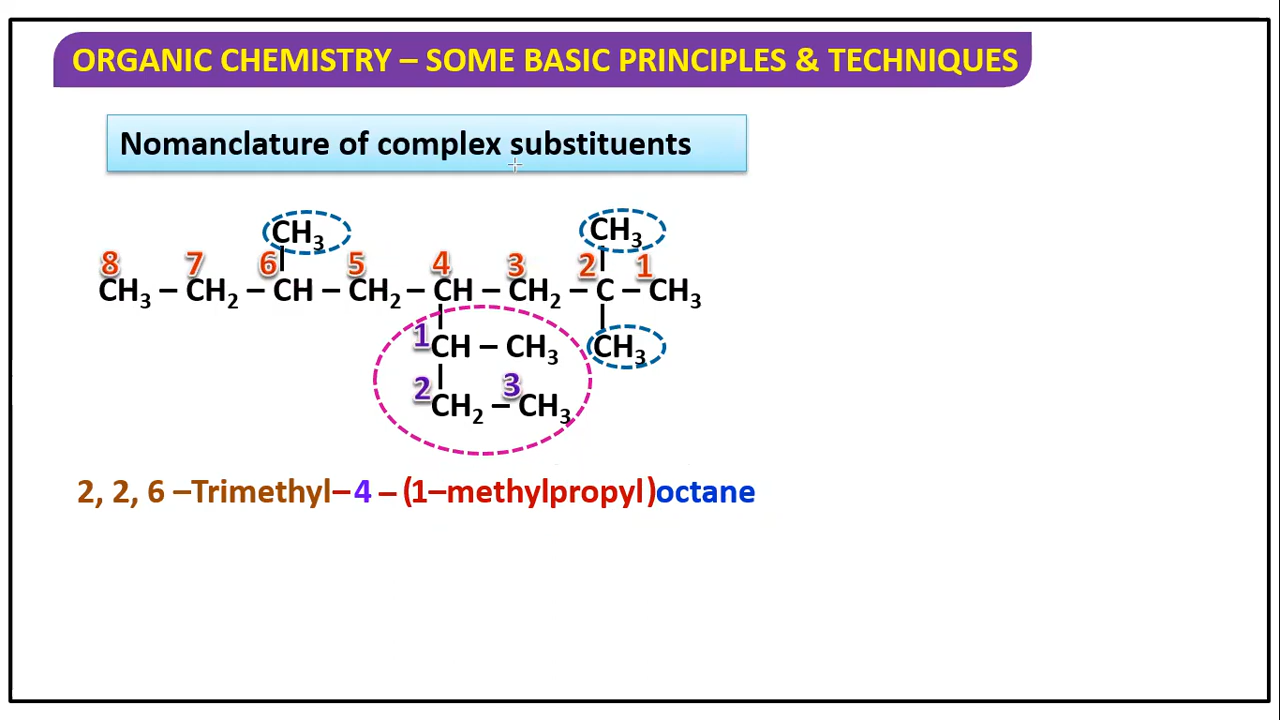 ORGANIC CHEMISTRY – SOME BASIC PRINCIPLES & TECHNIQUES
Nomanclature of complex substituents
CH₃ CH₃
8 7 6 5 4 3 2 1
CH₃ – CH₂ – CH – CH₂ – CH – CH₂ – C – CH₃
1 CH – CH₃ CH₃
2 3
CH₂ – CH₃
2, 2, 6 –Trimethyl– 4 – (1–methylpropyl)octane